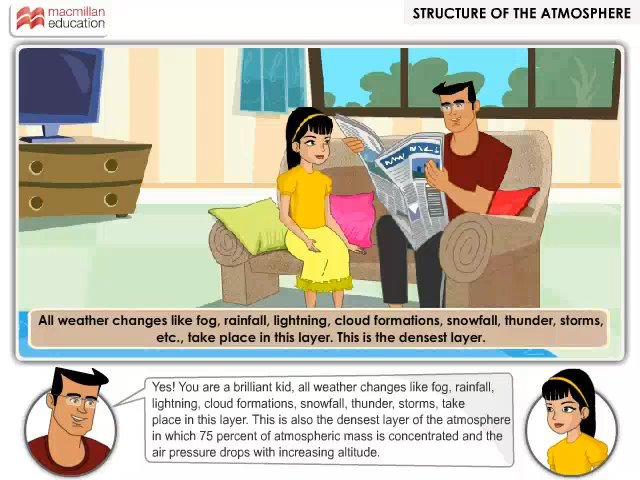 macmillan
education
STRUCTURE OF THE ATMOSPHERE
All weather changes like fog, rainfall, lightning, cloud formations, snowfall, thunder, storms,
etc., take place in this layer. This is the densest layer.
Yes! You are a brilliant kid, all weather changes like fog, rainfall,
lightning, cloud formations, snowfall, thunder, storms, take
place in this layer. This is also the densest layer of the atmosphere
in which 75 percent of atmospheric mass is concentrated and the
air pressure drops with increasing altitude.